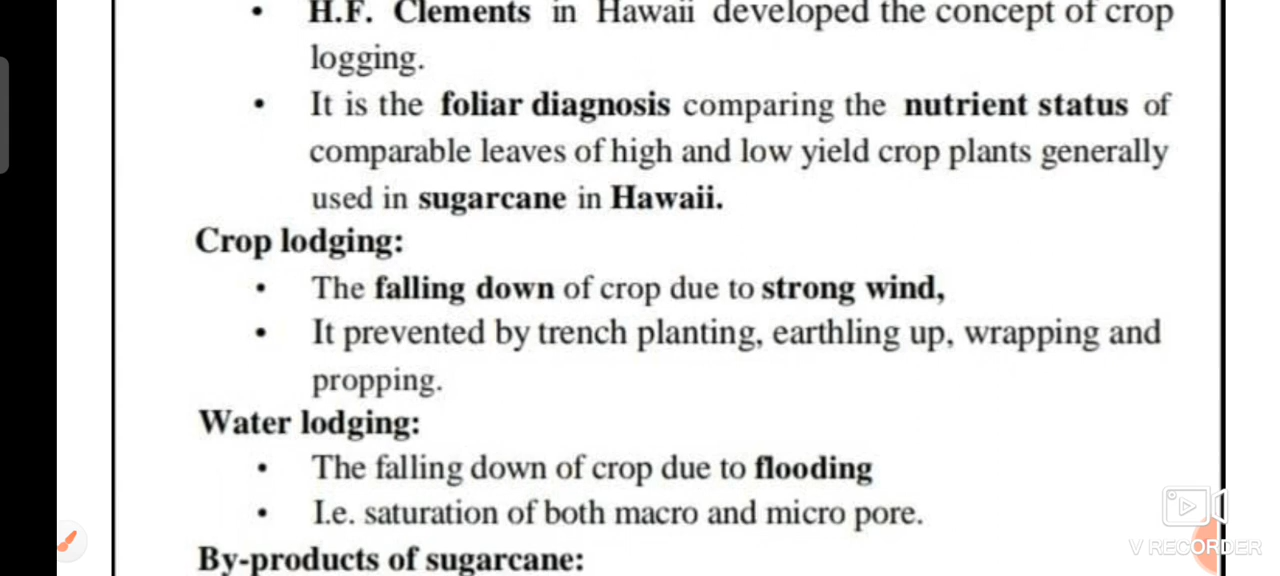 • H.F. Clements in Hawaii developed the concept of crop
logging.
• It is the foliar diagnosis comparing the nutrient status of
comparable leaves of high and low yield crop plants generally
used in sugarcane in Hawaii.
Crop lodging:
• The falling down of crop due to strong wind,
• It prevented by trench planting, earthling up, wrapping and
propping.
Water lodging:
• The falling down of crop due to flooding
• I.e. saturation of both macro and micro pore.
By-products of sugarcane:
V RECORDER